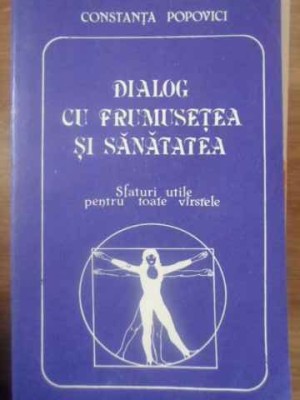 CONSTANȚA POPOVICI
DIALOG
CU FRUMUSEȚEA
ȘI SĂNĂTATEA
Sfaturi utile
pentru toate vîrstele